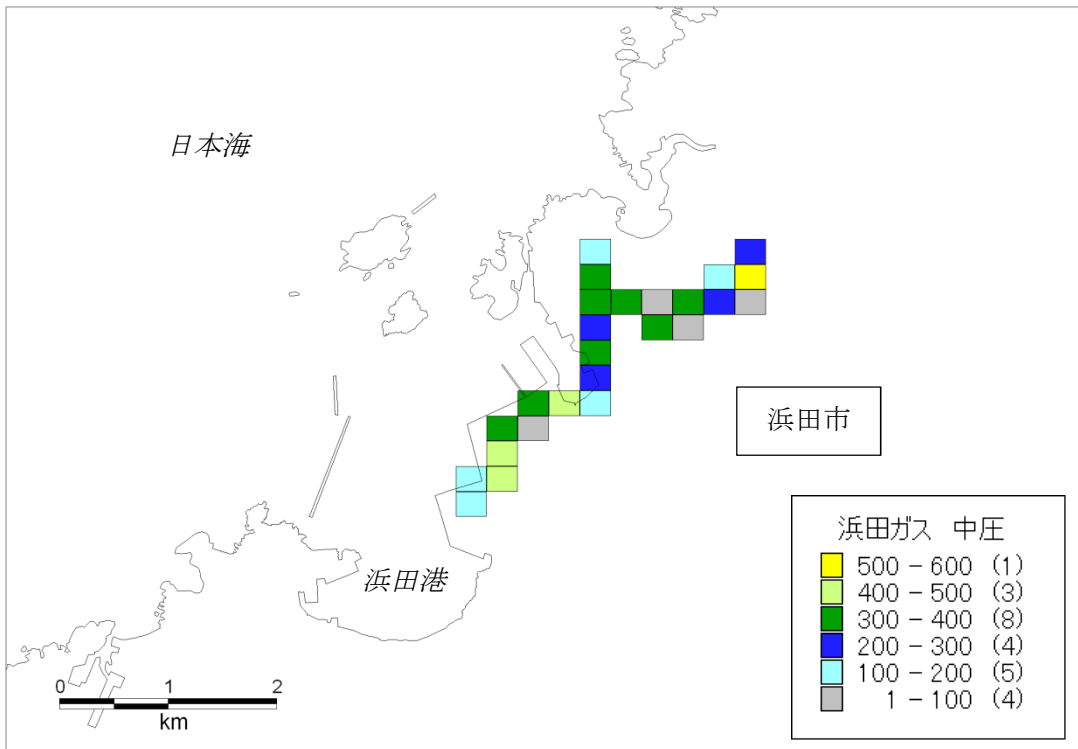 日本海
浜田市
浜田港
浜田ガス 中圧
500 – 600 (1)
400 – 500 (3)
300 – 400 (8)
200 – 300 (4)
100 – 200 (5)
1 – 100 (4)
0 1 2
km